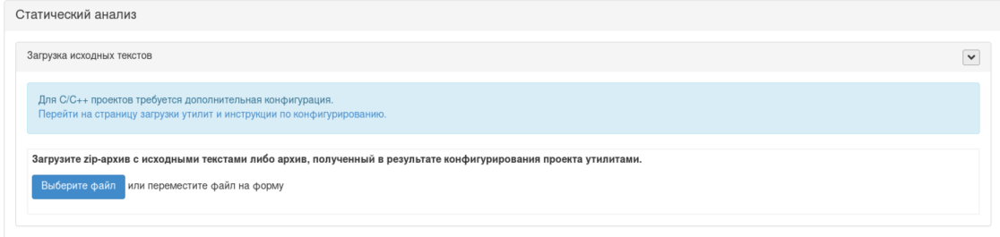 Статический анализ
Загрузка исходных текстов
Для C/C++ проектов требуется дополнительная конфигурация.
Перейти на страницу загрузки утилит и инструкции по конфигурированию.
Загрузите zip-архив с исходными текстами либо архив, полученный в результате конфигурирования проекта утилитами.
Выберите файл или переместите файл на форму